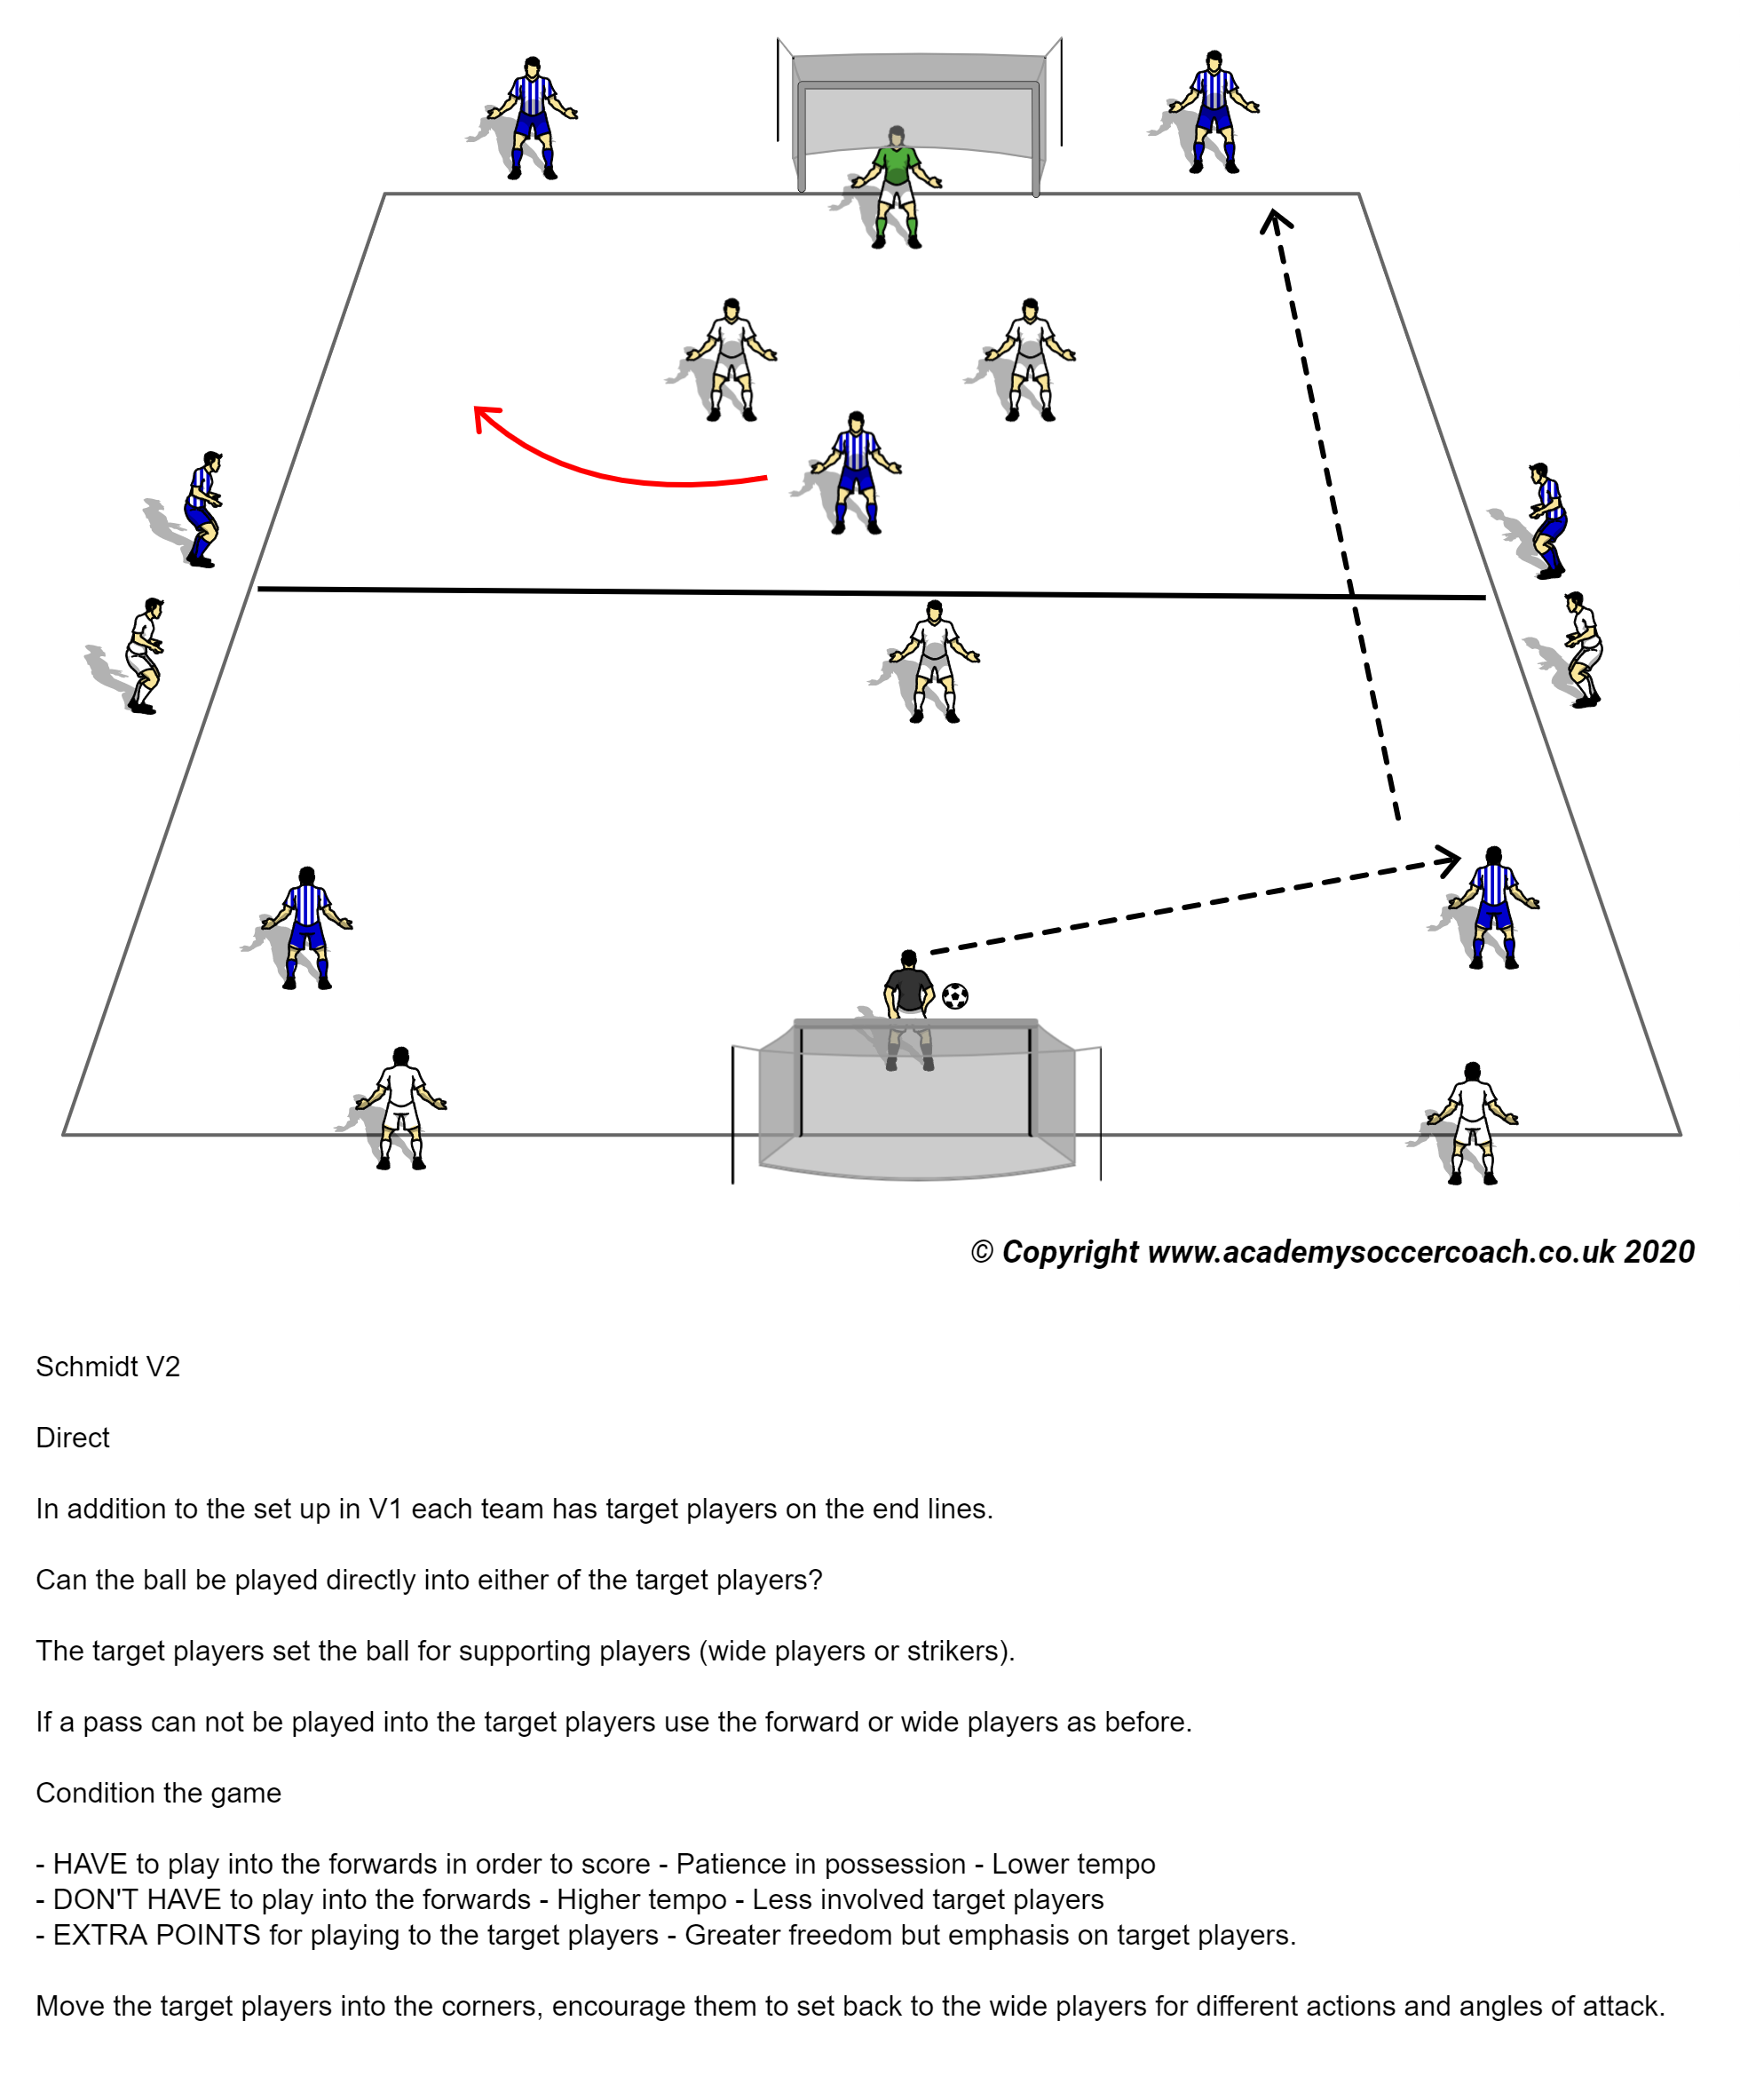 © Copyright www.academysoccercoach.co.uk 2020
Schmidt V2
Direct
In addition to the set up in V1 each team has target players on the end lines.
Can the ball be played directly into either of the target players?
The target players set the ball for supporting players (wide players or strikers).
If a pass can not be played into the target players use the forward or wide players as before.
Condition the game
- HAVE to play into the forwards in order to score - Patience in possession - Lower tempo
- DON'T HAVE to play into the forwards - Higher tempo - Less involved target players
- EXTRA POINTS for playing to the target players - Greater freedom but emphasis on target players.
Move the target players into the corners, encourage them to set back to the wide players for different actions and angles of attack.